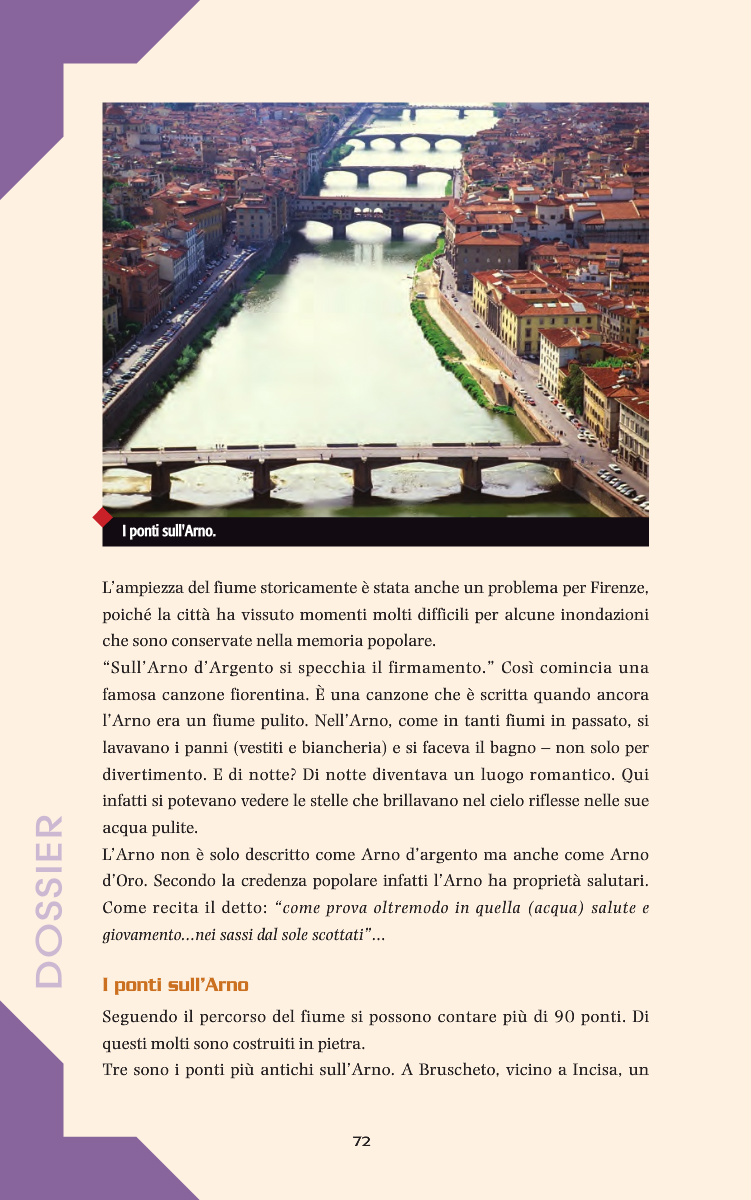 I ponti sull'Arno.
L'ampiezza del fiume storicamente è stata anche un problema per Firenze,
poiché la città ha vissuto momenti molti difficili per alcune inondazioni
che sono conservate nella memoria popolare.
“Sull'Arno d'Argento si specchia il firmamento.” Così comincia una
famosa canzone fiorentina. È una canzone che è scritta quando ancora
l'Arno era un fiume pulito. Nell'Arno, come in tanti fiumi in passato, si
lavavano i panni (vestiti e biancheria) e si faceva il bagno – non solo per
divertimento. E di notte? Di notte diventava un luogo romantico. Qui
infatti si potevano vedere le stelle che brillavano nel cielo riflesse nelle sue
acqua pulite.
L'Arno non è solo descritto come Arno d'argento ma anche come Arno
d'Oro. Secondo la credenza popolare infatti l'Arno ha proprietà salutari.
Come recita il detto: “come prova oltremodo in quella (acqua) salute e
giovamento...nei sassi dal sole scottati”...
DOSSIER
I ponti sull'Arno
Seguendo il percorso del fiume si possono contare più di 90 ponti. Di
questi molti sono costruiti in pietra.
Tre sono i ponti più antichi sull'Arno. A Bruscheto, vicino a Incisa, un
72